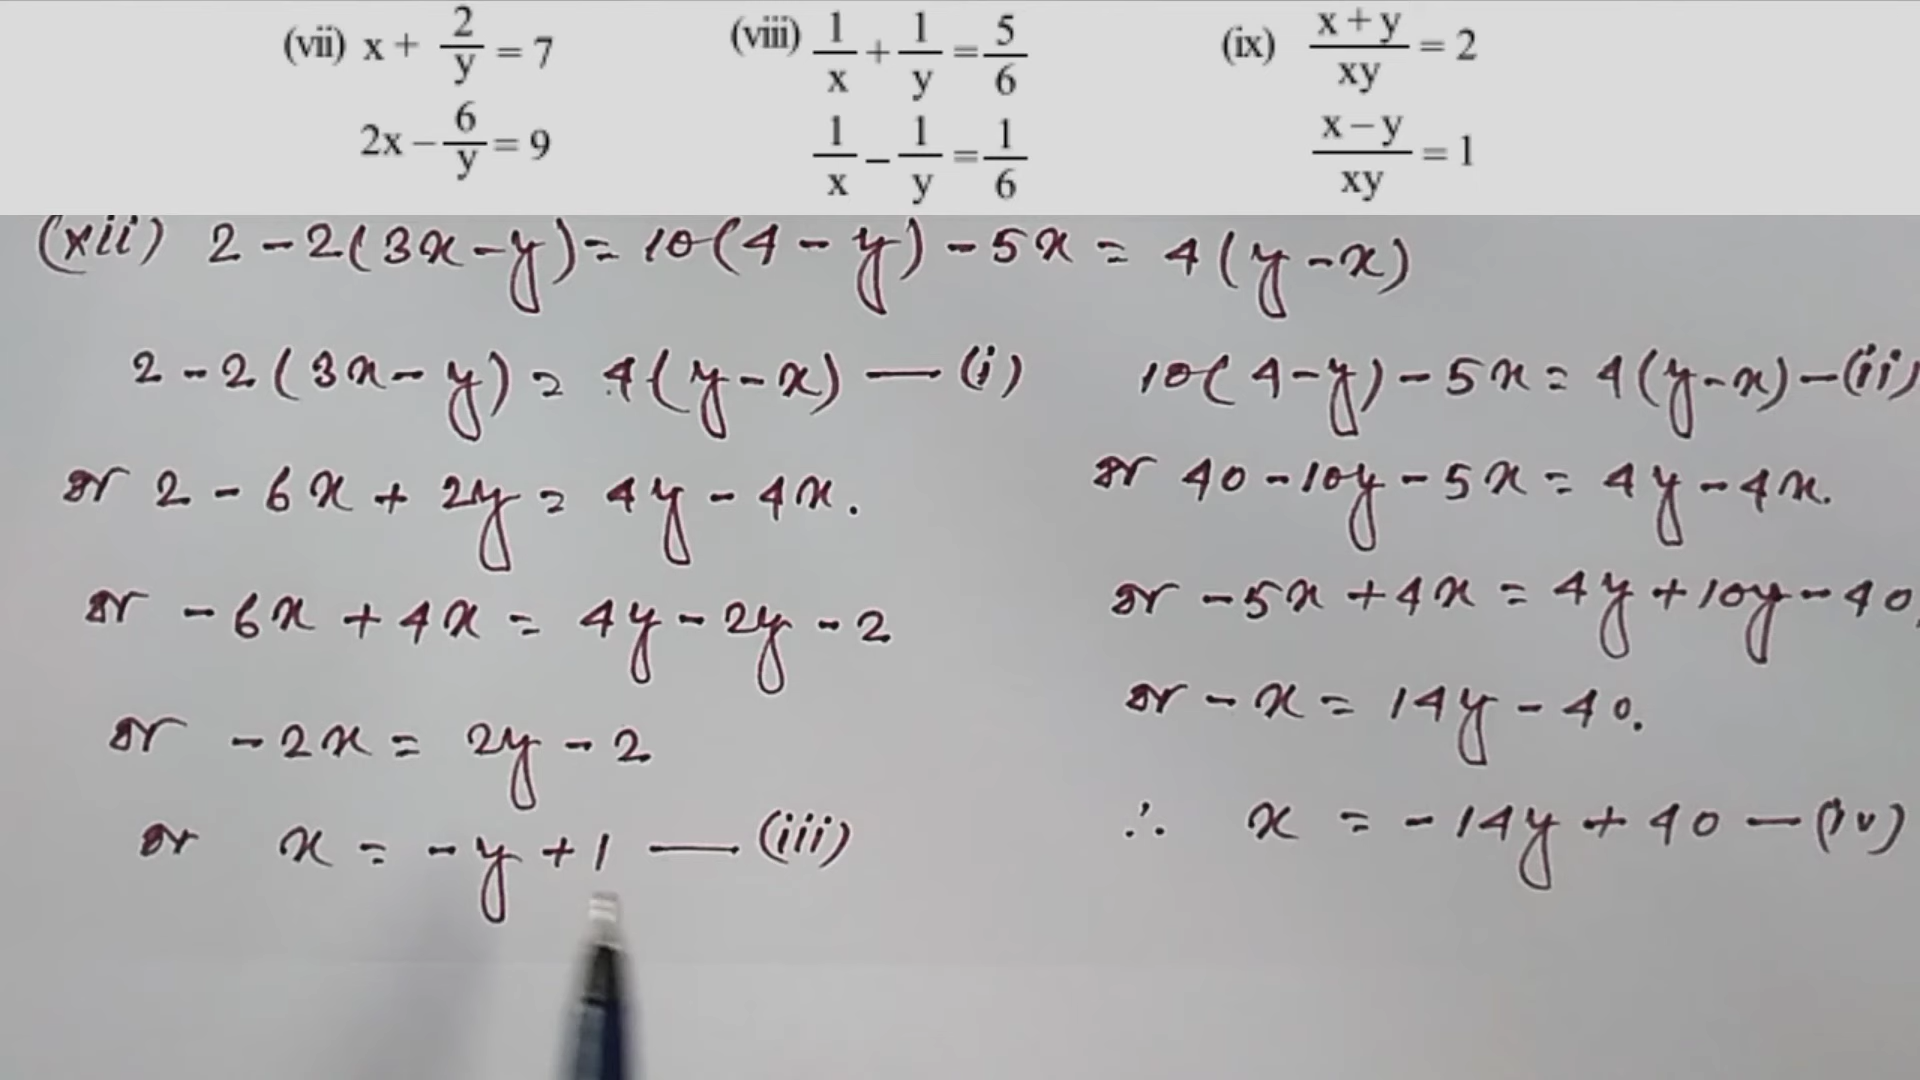 (vii) x + 2/y = 7 (viii) 1/x + 1/y = 5/6 (ix) x+y/xy = 2
2x − 6/y = 9 1/x − 1/y = 1/6 x−y/xy = 1
(xii) 2 − 2(3x − y) = 10(4 − y) − 5x = 4(y − x)
2 − 2(3x − y) = 4(y − x) — (i) 10(4 − y) − 5x = 4(y − x) — (ii)
or 2 − 6x + 2y = 4y − 4x. or 40 − 10y − 5x = 4y − 4x.
or − 6x + 4x = 4y − 2y − 2 or − 5x + 4x = 4y + 10y − 40,
or − 2x = 2y − 2 or − x = 14y − 40.
or x = − y + 1 — (iii) ∴ x = − 14y + 40 — (iv)